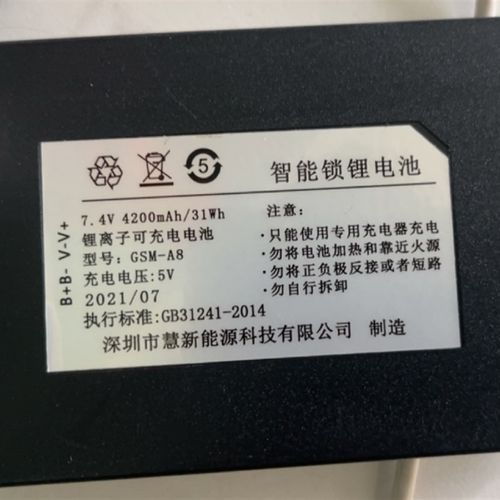 5
智能锁锂电池
7.4V 4200mAh/31Wh
锂离子可充电电池
型号: GSM-A8
充电电压:5V
2021/07
执行标准:GB31241-2014
注意:
·只能使用专用充电器充电
·勿将电池加热和靠近火源
·勿将正负极反接或者短路
·勿自行拆卸
深圳市慧新能源科技有限公司 制造
B+B- V-V+